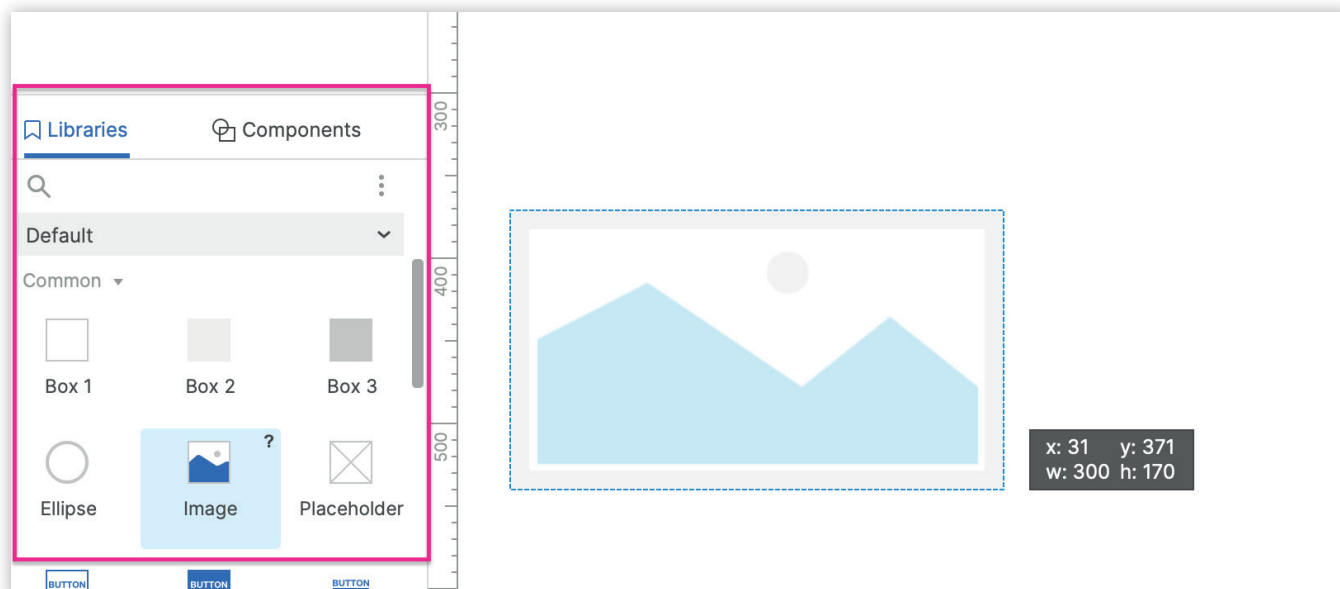 Libraries
Components
Default
Common
Box 1
Box 2
Box 3
?
Ellipse
Image
Placeholder
BUTTON
BUTTON
BUTTON
300
400
500
x: 31 y: 371
w: 300 h: 170